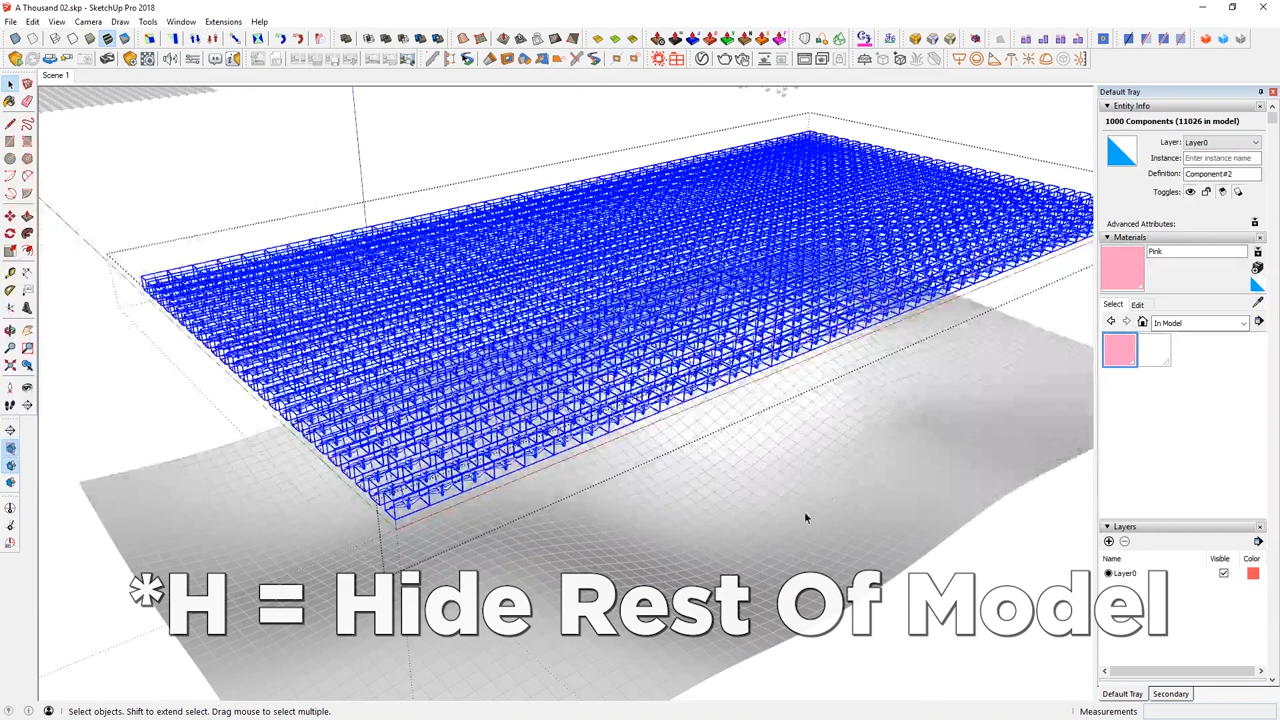 A Thousand 02.skp - SketchUp Pro 2018
File Edit View Camera Draw Tools Window Extensions Help
Scene 1
Default Tray
Entity Info
1000 Components (11026 in model)
Layer: Layer0
Instance: Enter instance name
Definition: Component#2
Toggles:
Advanced Attributes:
Materials
Pink
Select Edit
In Model
Layers
Name Visible Color
Layer0
*H = Hide Rest Of Model
Default Tray Secondary
Select objects. Shift to extend select. Drag mouse to select multiple.
Measurements